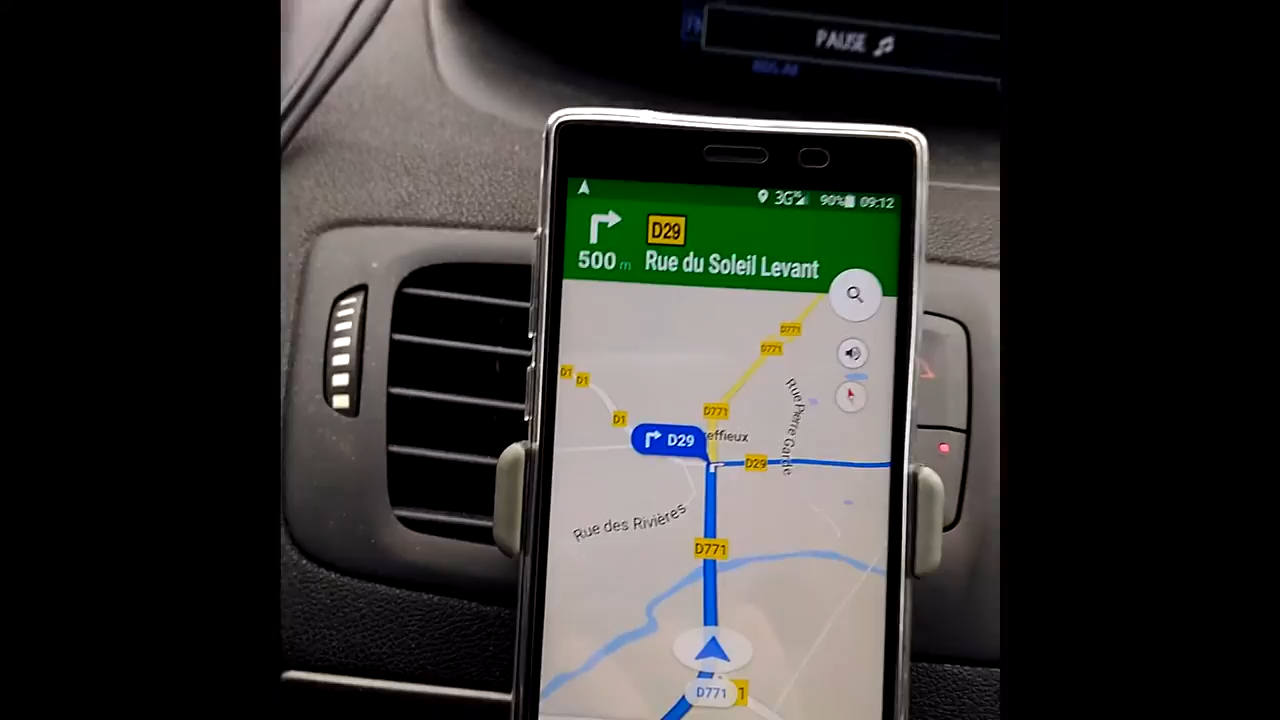 PAUSE
3G 90% 09:12
D29
500 m Rue du Soleil Levant
D771
D771
D1
D1
D771
D1
Rue Pierre Garde
effieux
D29
D29
Rue des Rivières
D771
D771 1